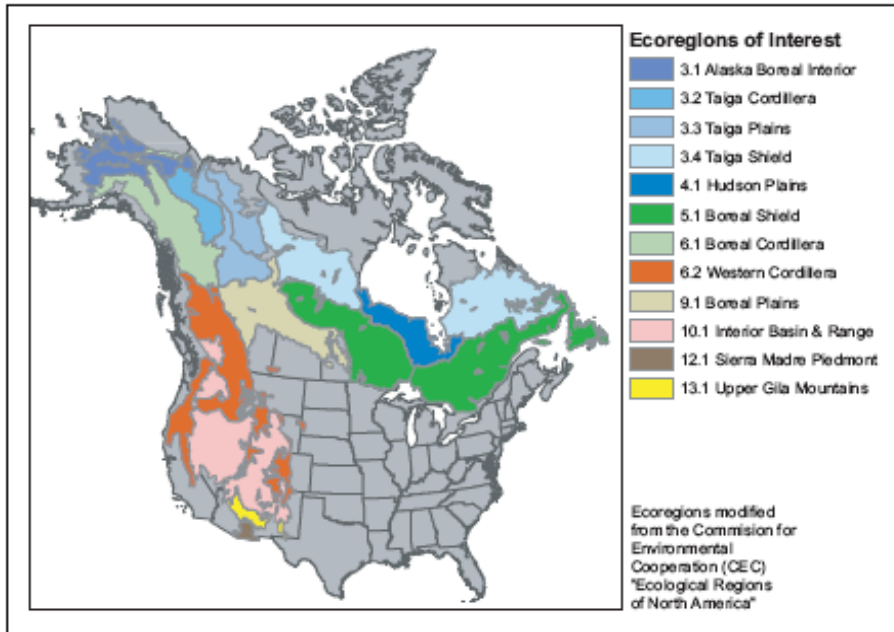 Ecoregions of Interest
3.1 Alaska Boreal Interior
3.2 Taiga Cordillera
3.3 Taiga Plains
3.4 Taiga Shield
4.1 Hudson Plains
5.1 Boreal Shield
6.1 Boreal Cordillera
6.2 Western Cordillera
9.1 Boreal Plains
10.1 Interior Basin & Range
12.1 Sierra Madre Piedmont
13.1 Upper Gila Mountains
Ecoregions modified
from the Commision for
Environmental
Cooperation (CEC)
"Ecological Regions
of North America"